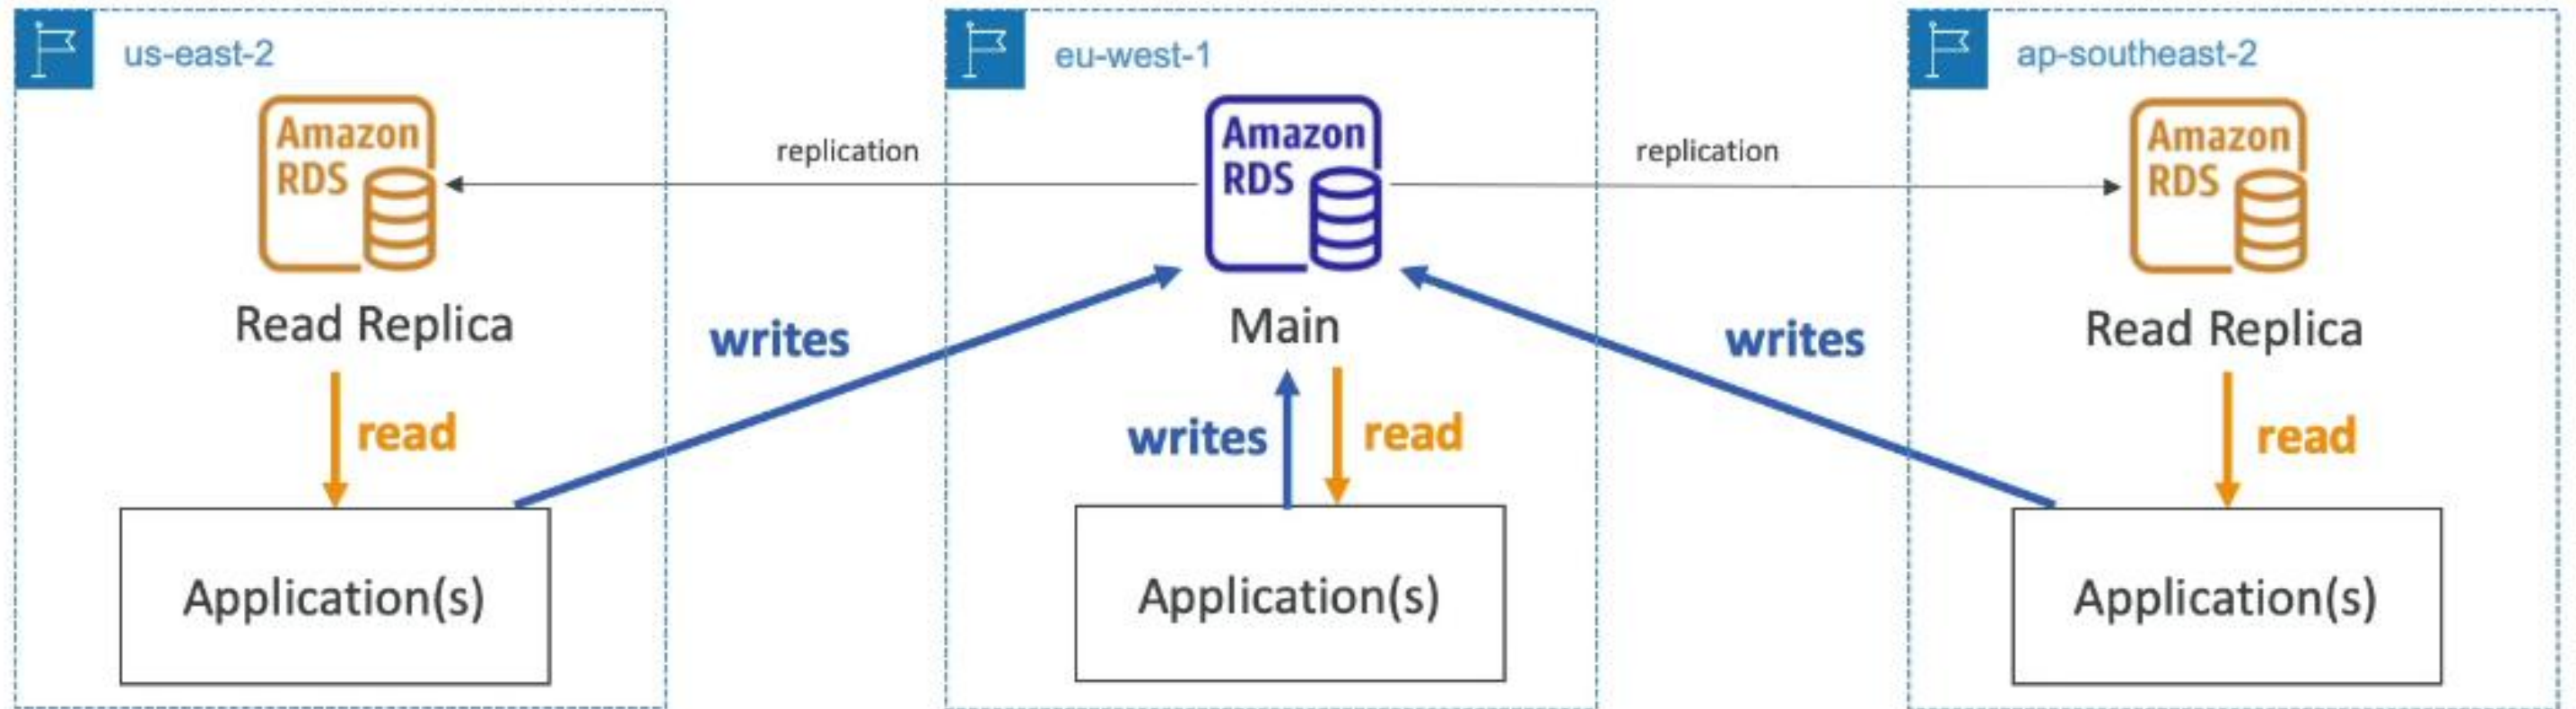 us-east-2
eu-west-1
ap-southeast-2
Amazon
RDS
replication
Amazon
RDS
replication
Amazon
RDS
Read Replica
writes
Main
writes
Read Replica
read
writes
read
read
Application(s)
Application(s)
Application(s)